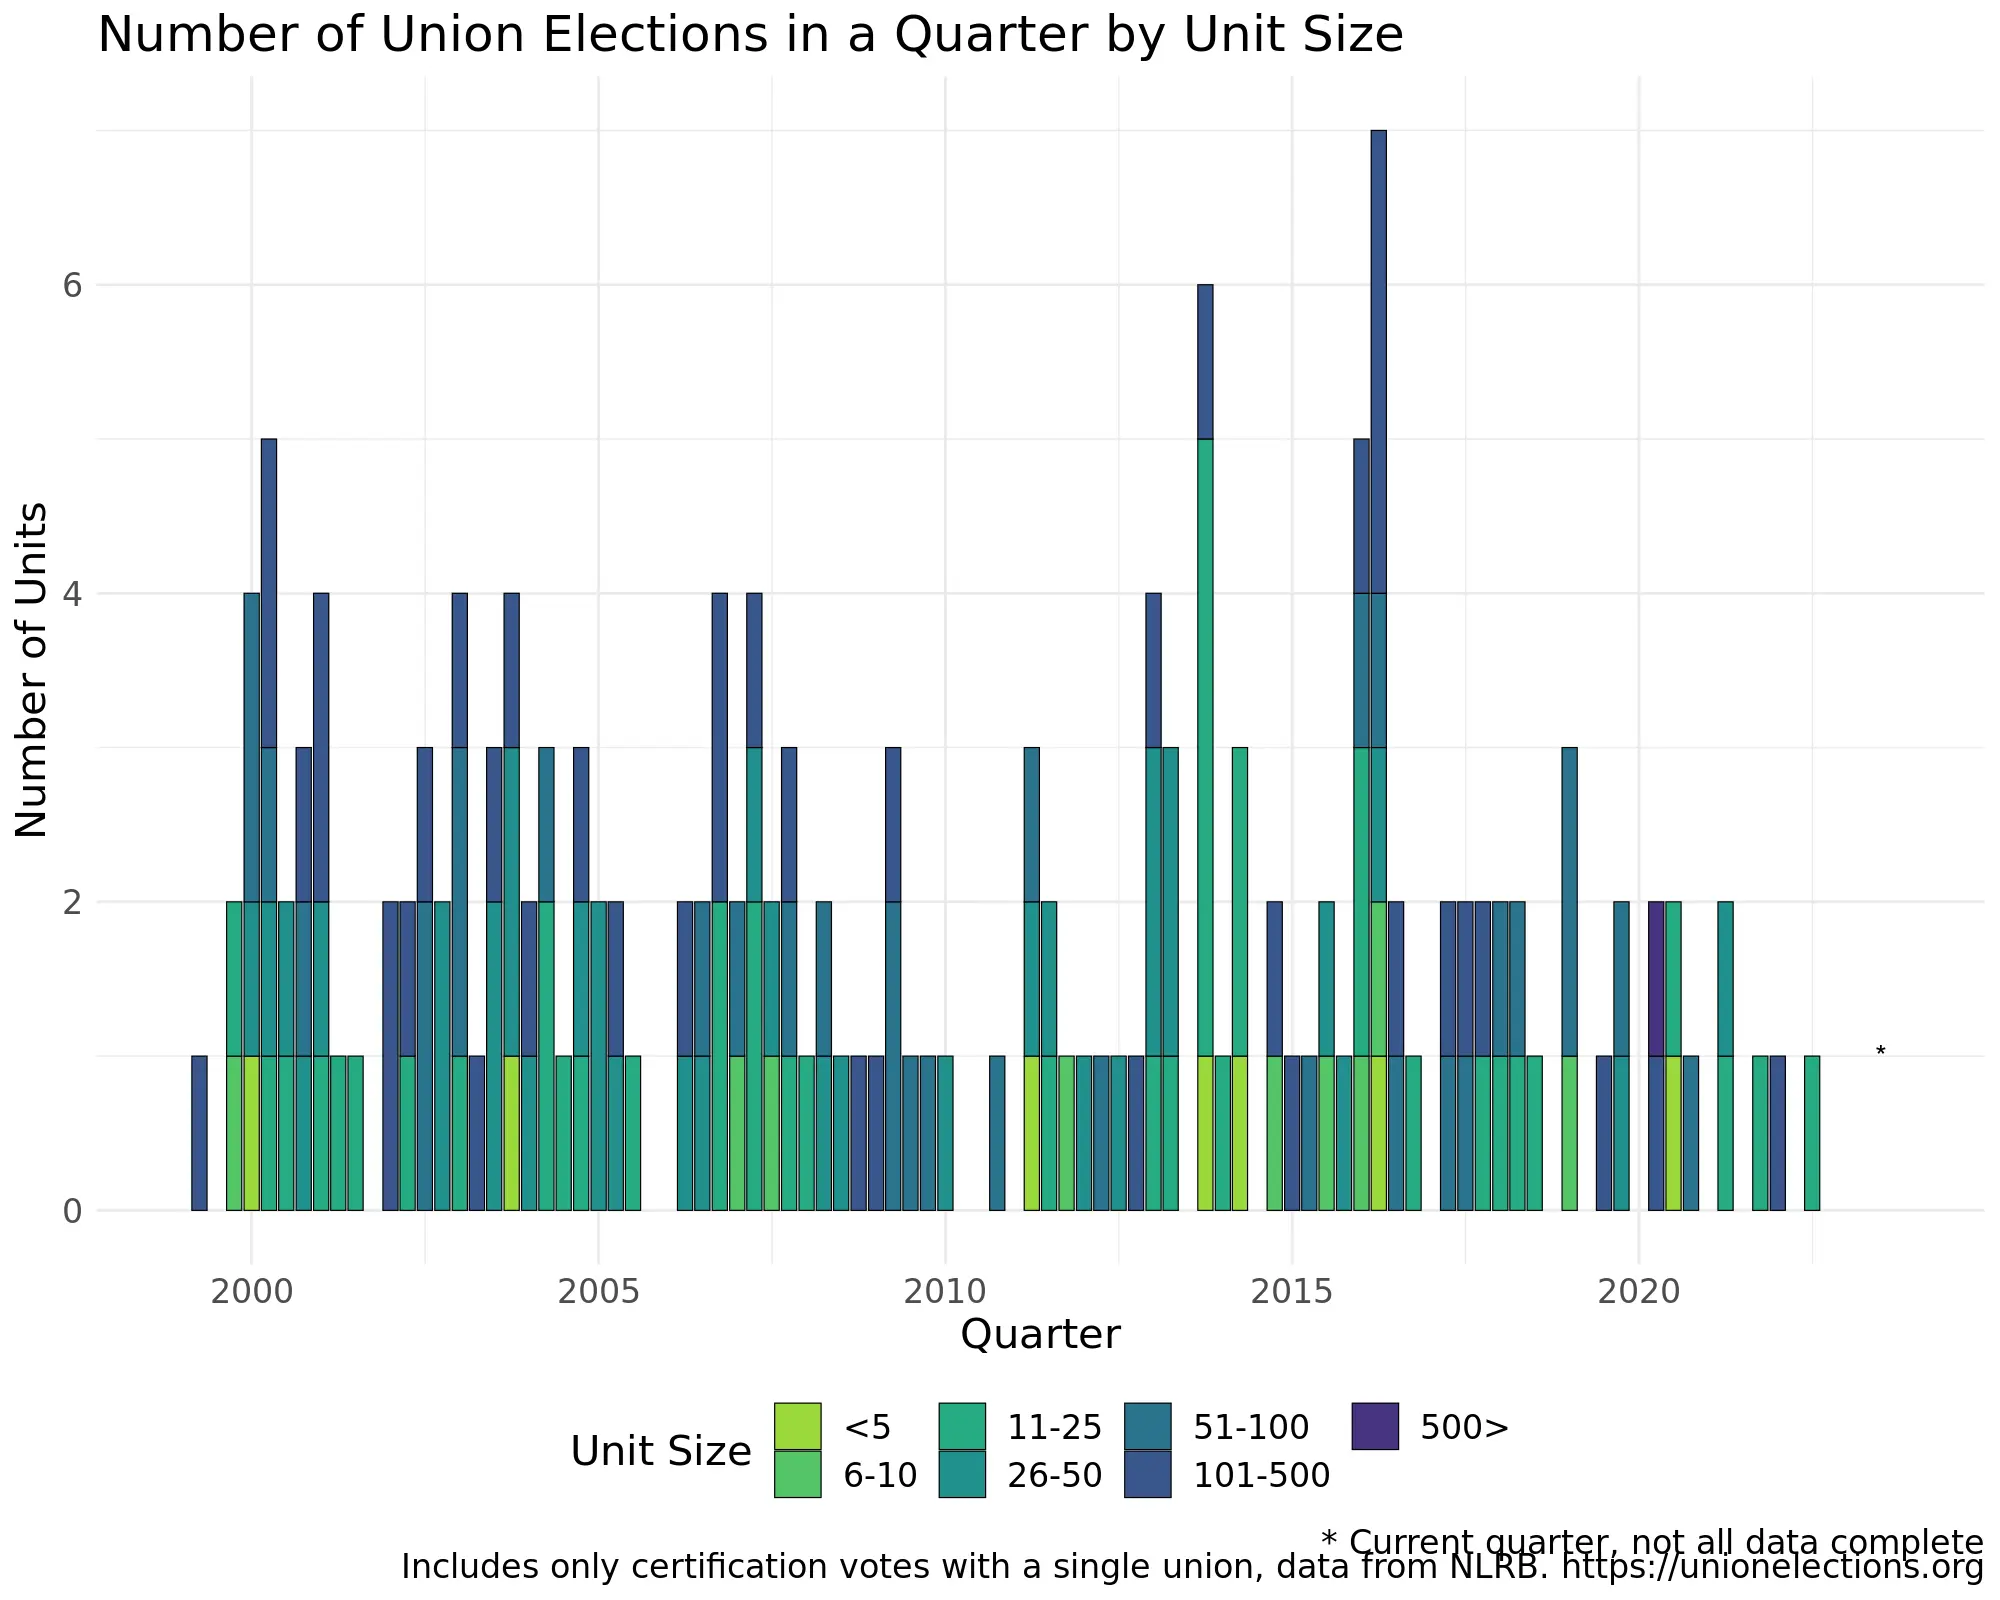 Number of Union Elections in a Quarter by Unit Size
Number of Units
6
4
2
0
*
2000 2005 2010 2015 2020
Quarter
Unit Size
<5 11-25 51-100 500>
6-10 26-50 101-500
* Current quarter, not all data complete
Includes only certification votes with a single union, data from NLRB. https://unionelections.org